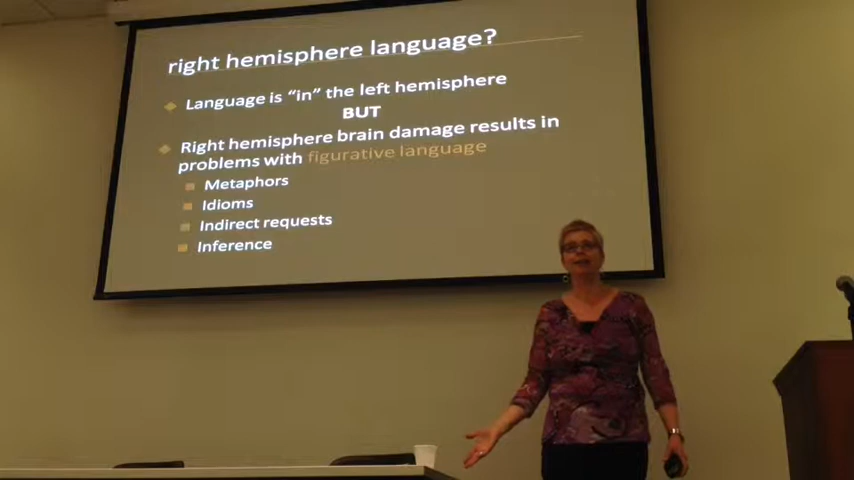 right hemisphere language?
Language is “in” the left hemisphere
BUT
Right hemisphere brain damage results in
problems with figurative language
Metaphors
Idioms
Indirect requests
Inference